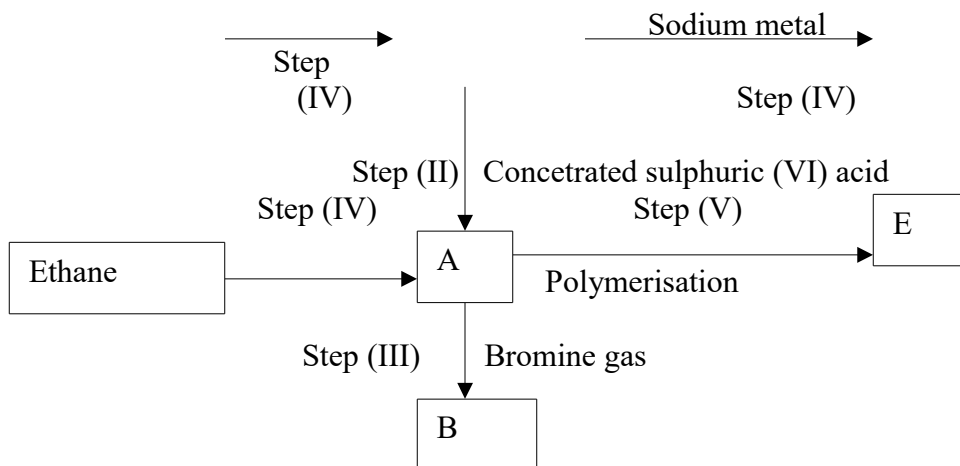 Sodium metal
Step
(IV)
Step (IV)
Step (II)
Concetrated sulphuric (VI) acid
Step (IV)
Step (V)
E
A
Ethane
Polymerisation
Step (III)
Bromine gas
B